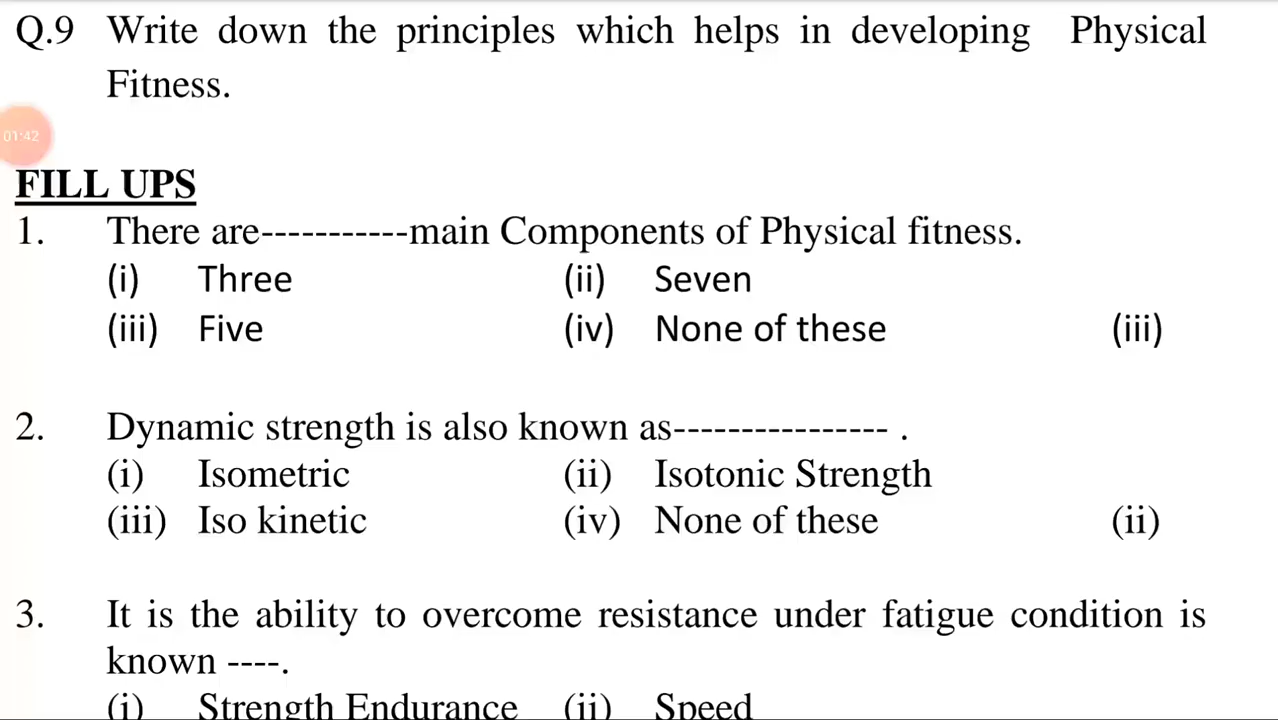 Q.9 Write down the principles which helps in developing Physical
Fitness.
01:42
FILL UPS
1. There are-----------main Components of Physical fitness.
(i) Three (ii) Seven
(iii) Five (iv) None of these (iii)
2. Dynamic strength is also known as---------------- .
(i) Isometric (ii) Isotonic Strength
(iii) Iso kinetic (iv) None of these (ii)
3. It is the ability to overcome resistance under fatigue condition is
known ----.
(i) Strength Endurance (ii) Speed